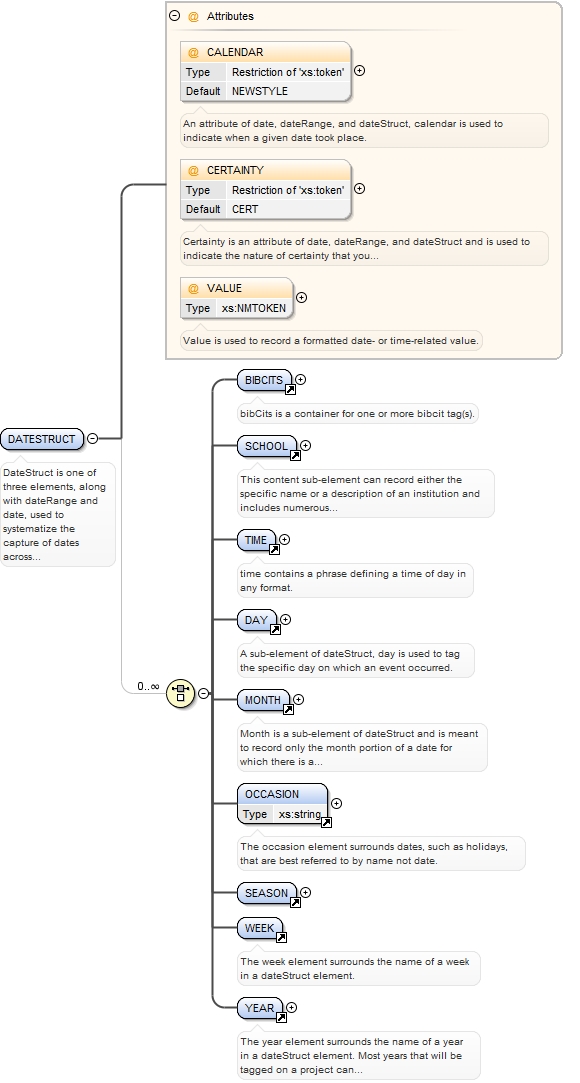 @ Attributes
@ CALENDAR
Type Restriction of 'xs:token'
Default NEWSTYLE
An attribute of date, dateRange, and dateStruct, calendar is used to
indicate when a given date took place.
@ CERTAINTY
Type Restriction of 'xs:token'
Default CERT
Certainty is an attribute of date, dateRange, and dateStruct and is used to
indicate the nature of certainty that you...
@ VALUE
Type xs:NMTOKEN
Value is used to record a formatted date- or time-related value.
DATESTRUCT
DateStruct is one of
three elements, along
with dateRange and
date, used to
systematize the
capture of dates
across...
0..∞
BIBCITS
bibCits is a container for one or more bibcit tag(s).
SCHOOL
This content sub-element can record either the
specific name or a description of an institution and
includes numerous...
TIME
time contains a phrase defining a time of day in
any format.
DAY
A sub-element of dateStruct, day is used to tag
the specific day on which an event occurred.
MONTH
Month is a sub-element of dateStruct and is meant
to record only the month portion of a date for
which there is a...
OCCASION
Type xs:string
The occasion element surrounds dates, such as holidays,
that are best referred to by name not date.
SEASON
WEEK
The week element surrounds the name of a week
in a dateStruct element.
YEAR
The year element surrounds the name of a year
in a dateStruct element. Most years that will be
tagged on a project can...